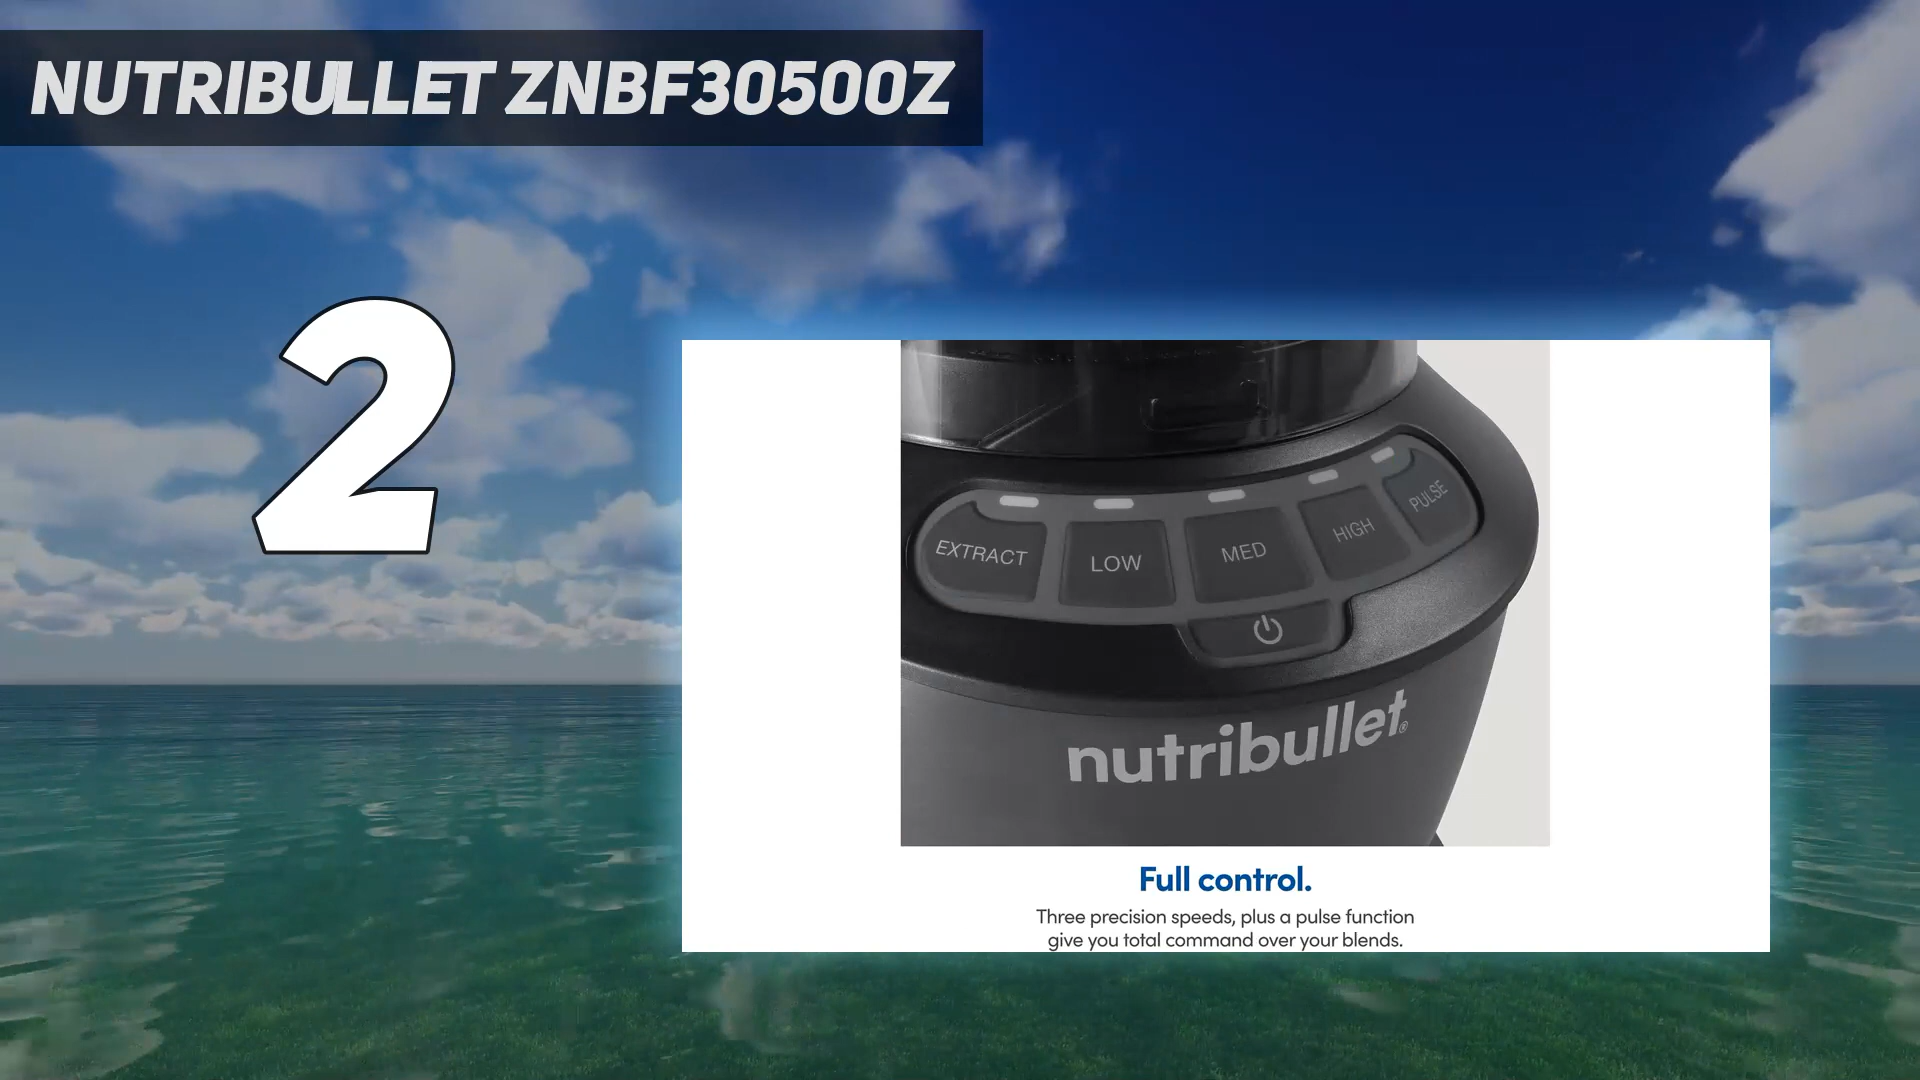 NUTRIBULLET ZNBF30500Z
2
EXTRACT
LOW
MED
HIGH
PULSE
nutribullet®
Full control.
Three precision speeds, plus a pulse function
give you total command over your blends.